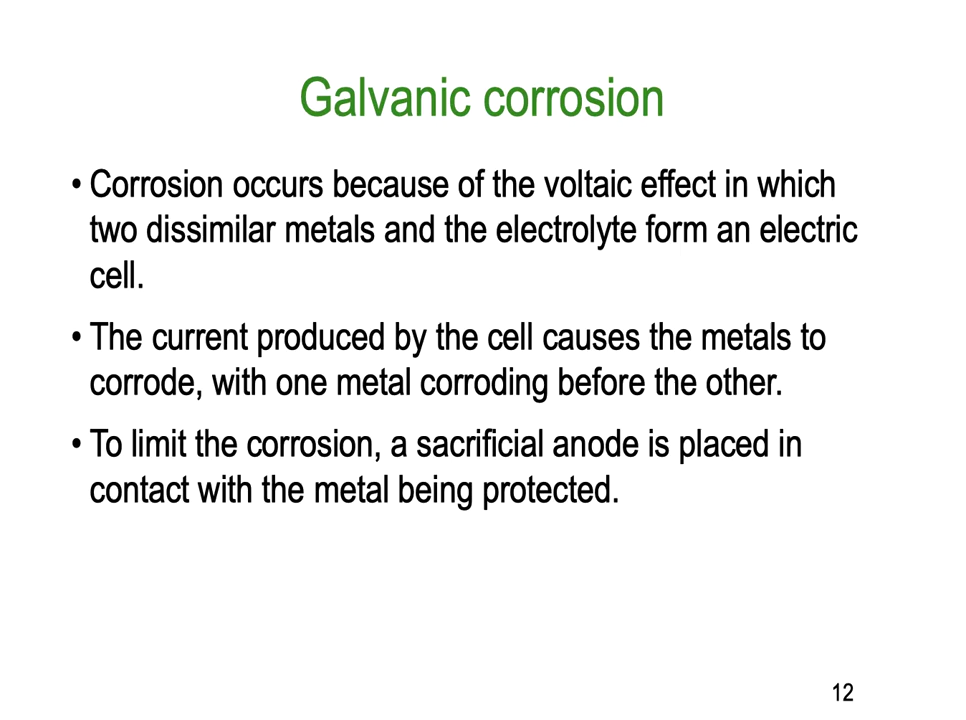 Galvanic corrosion
• Corrosion occurs because of the voltaic effect in which
two dissimilar metals and the electrolyte form an electric
cell.
• The current produced by the cell causes the metals to
corrode, with one metal corroding before the other.
• To limit the corrosion, a sacrificial anode is placed in
contact with the metal being protected.
12